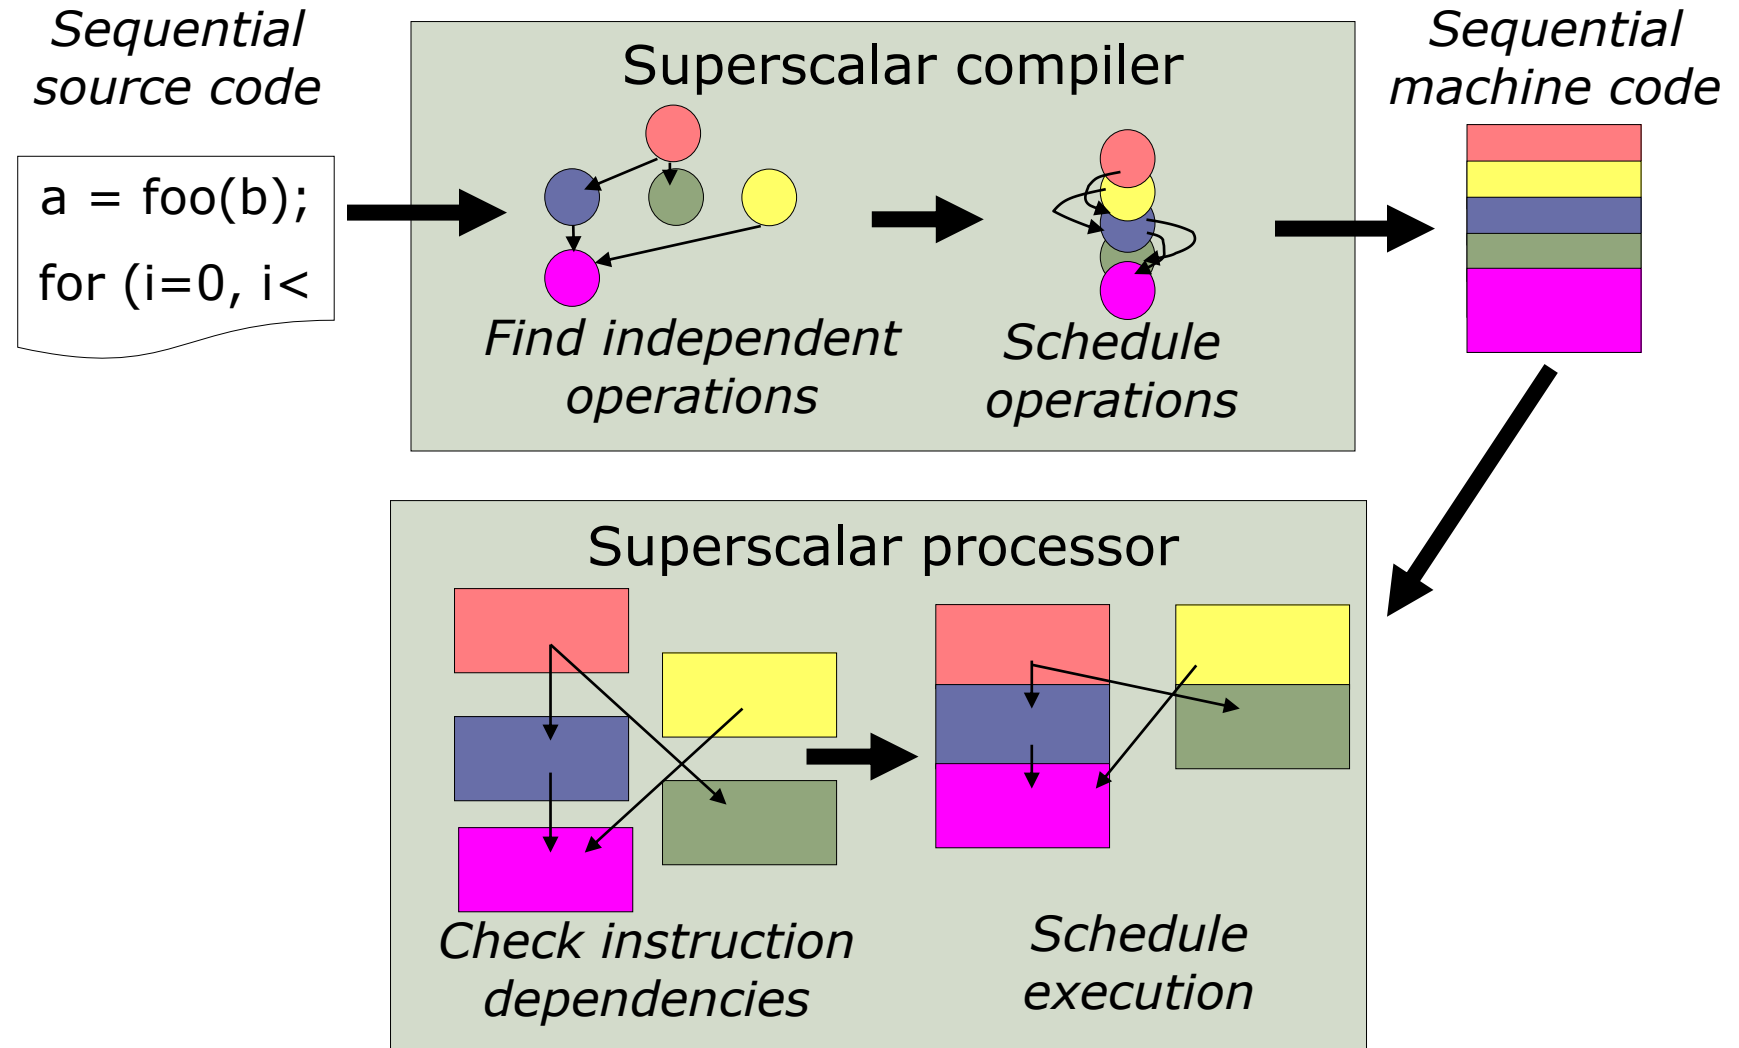 Sequential
source code
a = foo(b);
for (i=0, i<
Superscalar compiler
Find independent
operations
Schedule
operations
Sequential
machine code
Superscalar processor
Check instruction
dependencies
Schedule
execution